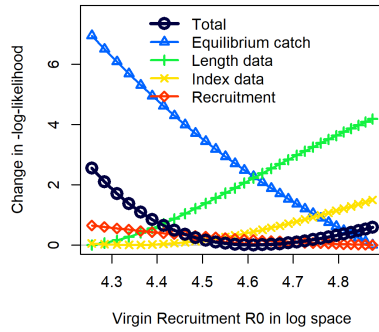 Total
Equilibrium catch
Length data
Index data
Recruitment
Change in -log-likelihood
6
4
2
0
4.3 4.4 4.5 4.6 4.7 4.8
Virgin Recruitment R0 in log space